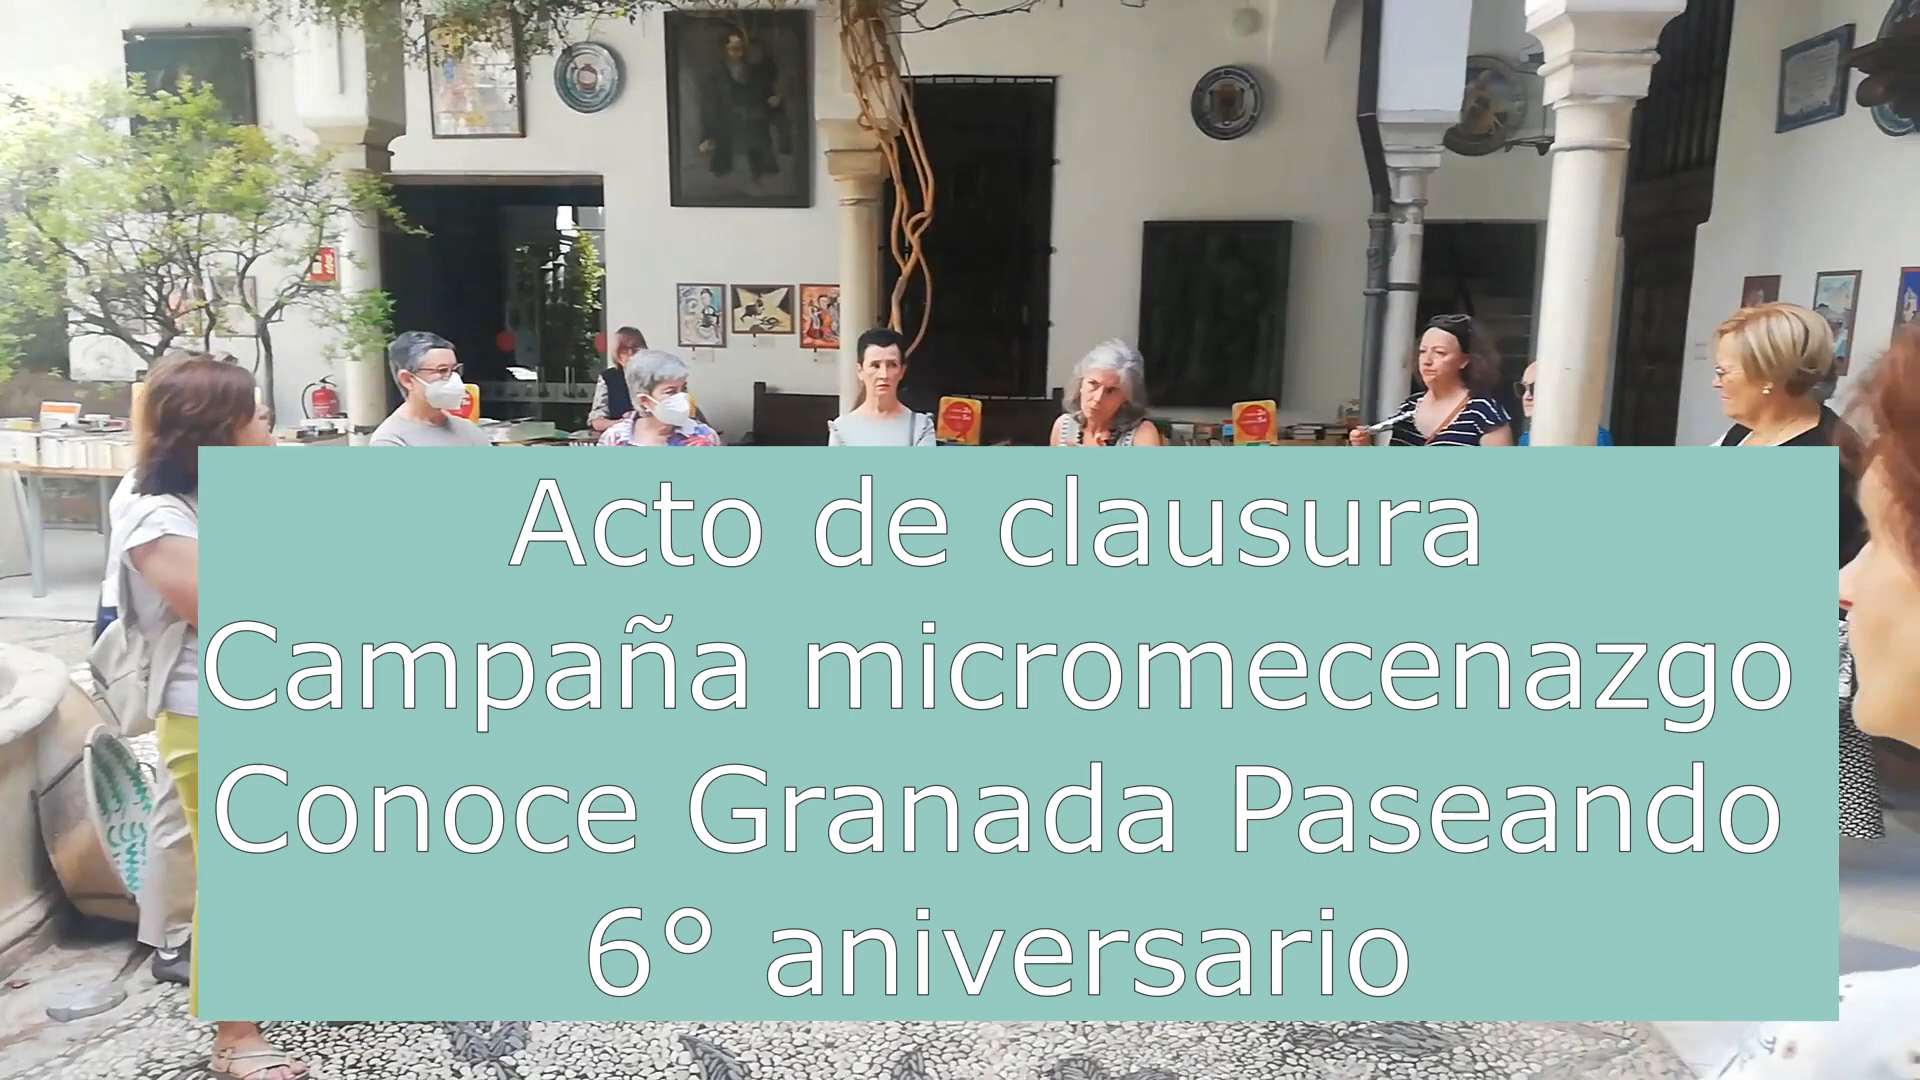 Acto de clausura
Campaña micromecenazgo
Conoce Granada Paseando
6° aniversario